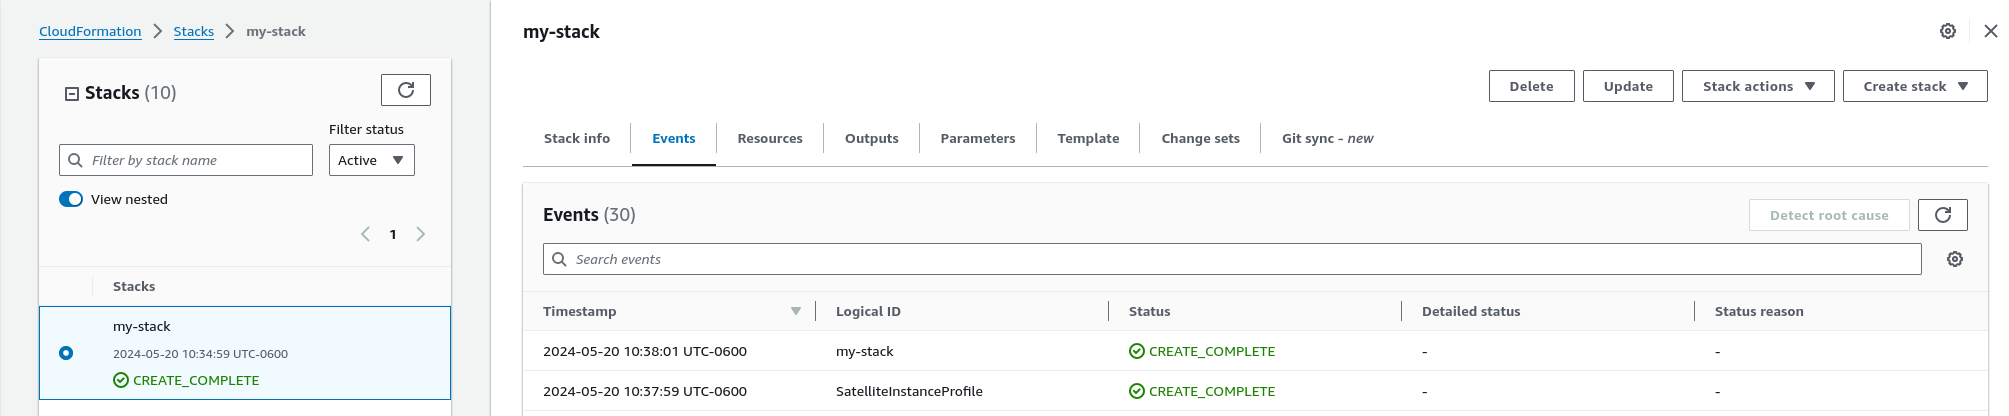 CloudFormation > Stacks > my-stack
Stacks (10)
Filter status
Filter by stack name
Active
View nested
1
Stacks
my-stack
2024-05-20 10:34:59 UTC-0600
CREATE_COMPLETE
my-stack
Delete Update Stack actions Create stack
Stack info Events Resources Outputs Parameters Template Change sets Git sync - new
Events (30)
Detect root cause
Search events
Timestamp Logical ID Status Detailed status Status reason
2024-05-20 10:38:01 UTC-0600 my-stack CREATE_COMPLETE - -
2024-05-20 10:37:59 UTC-0600 SatelliteInstanceProfile CREATE_COMPLETE - -